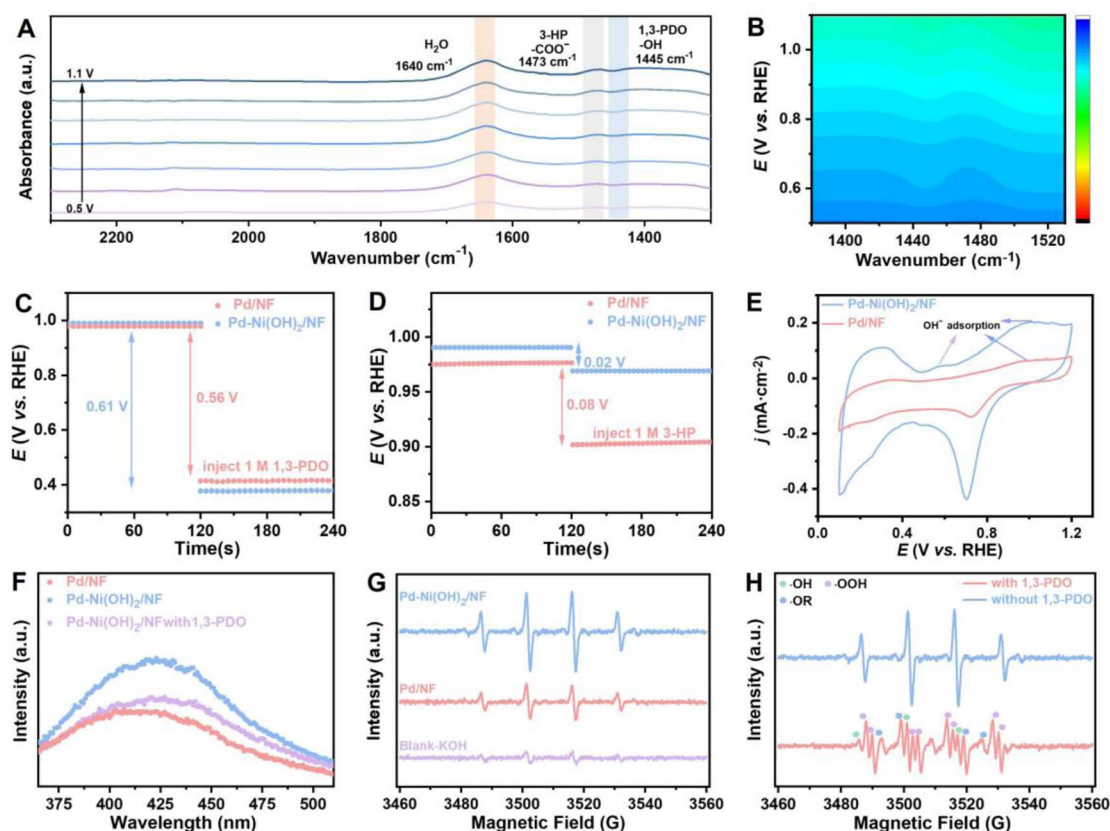 A
Absorbance (a.u.)
1.1 V
0.5 V
H₂O
1640 cm⁻¹
3-HP
-COO⁻
1473 cm⁻¹
1,3-PDO
-OH
1445 cm⁻¹
2200 2000 1800 1600 1400
Wavenumber (cm⁻¹)
B
E (V vs. RHE)
1.0
0.8
0.6
1400 1440 1480 1520
Wavenumber (cm⁻¹)
C
E (V vs. RHE)
1.0
0.8
0.6
0.4
Pd/NF
Pd-Ni(OH)₂/NF
0.61 V
0.56 V
inject 1 M 1,3-PDO
0 60 120 180 240
Time(s)
D
E (V vs. RHE)
1.00
0.95
0.90
0.85
Pd/NF
Pd-Ni(OH)₂/NF
0.02 V
0.08 V
inject 1 M 3-HP
0 60 120 180 240
Time(s)
E
j (mA·cm⁻²)
0.2
0.0
-0.2
-0.4
Pd-Ni(OH)₂/NF
Pd/NF
OH⁻ adsorption
0.0 0.4 0.8 1.2
E (V vs. RHE)
F
Intensity (a.u.)
Pd/NF
Pd-Ni(OH)₂/NF
Pd-Ni(OH)₂/NFwith1,3-PDO
375 400 425 450 475 500
Wavelength (nm)
G
Intensity (a.u.)
Pd-Ni(OH)₂/NF
Pd/NF
Blank-KOH
3460 3480 3500 3520 3540 3560
Magnetic Field (G)
H
Intensity (a.u.)
·OH ·OOH
·OR
with 1,3-PDO
without 1,3-PDO
3460 3480 3500 3520 3540 3560
Magnetic Field (G)